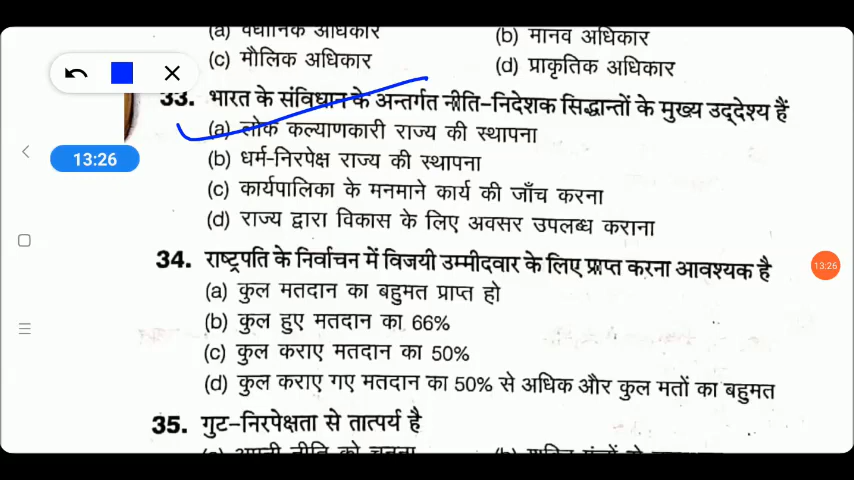 (a) वैधानिक अधिकार (b) मानव अधिकार
(c) मौलिक अधिकार (d) प्राकृतिक अधिकार
33. भारत के संविधान के अन्तर्गत नीति-निदेशक सिद्धान्तों के मुख्य उद्देश्य हैं
(a) लोक कल्याणकारी राज्य की स्थापना
13:26
(b) धर्म-निरपेक्ष राज्य की स्थापना
(c) कार्यपालिका के मनमाने कार्य की जाँच करना
(d) राज्य द्वारा विकास के लिए अवसर उपलब्ध कराना
34. राष्ट्रपति के निर्वाचन में विजयी उम्मीदवार के लिए प्राप्त करना आवश्यक है
13:26
(a) कुल मतदान का बहुमत प्राप्त हो
(b) कुल हुए मतदान का 66%
(c) कुल कराए मतदान का 50%
(d) कुल कराए गए मतदान का 50% से अधिक और कुल मतों का बहुमत
35. गुट-निरपेक्षता से तात्पर्य है
(a) अपनी नीति को चुनना (b)